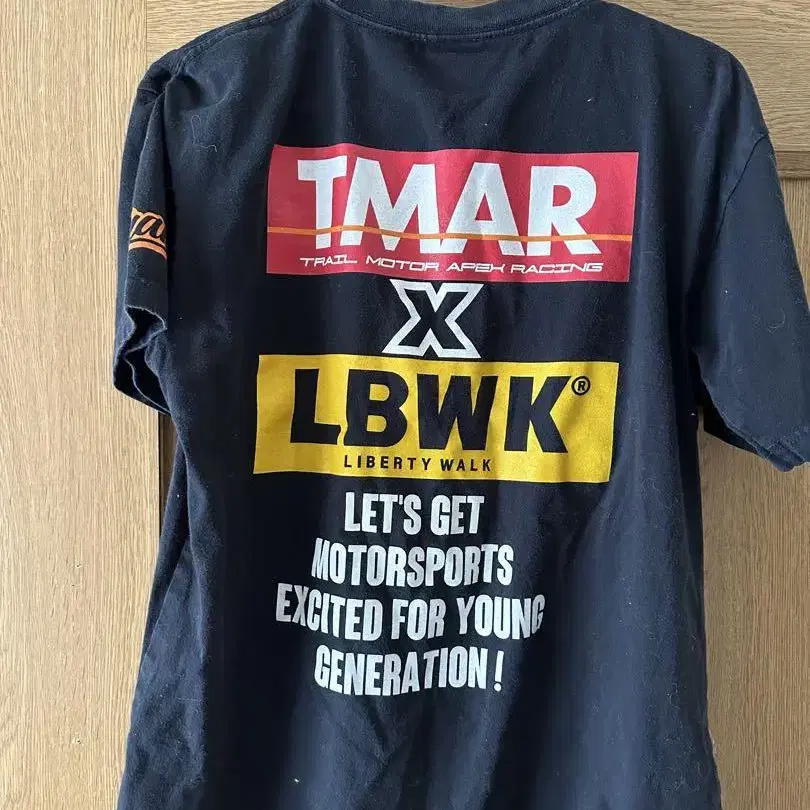 TMAR
TRAIL MOTOR APEX RACING
X
LBWK®
LIBERTY WALK
LET'S GET
MOTORSPORTS
EXCITED FOR YOUNG
GENERATION!